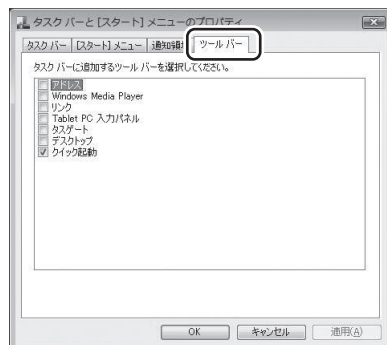 タスク バーと [スタート] メニューのプロパティ
タスク バー [スタート] メニュー 通知領域 ツール バー
タスク バーに追加するツール バーを選択してください。
アドレス
Windows Media Player
リンク
Tablet PC 入力パネル
タスゲート
デスクトップ
クイック起動
OK キャンセル 適用(A)